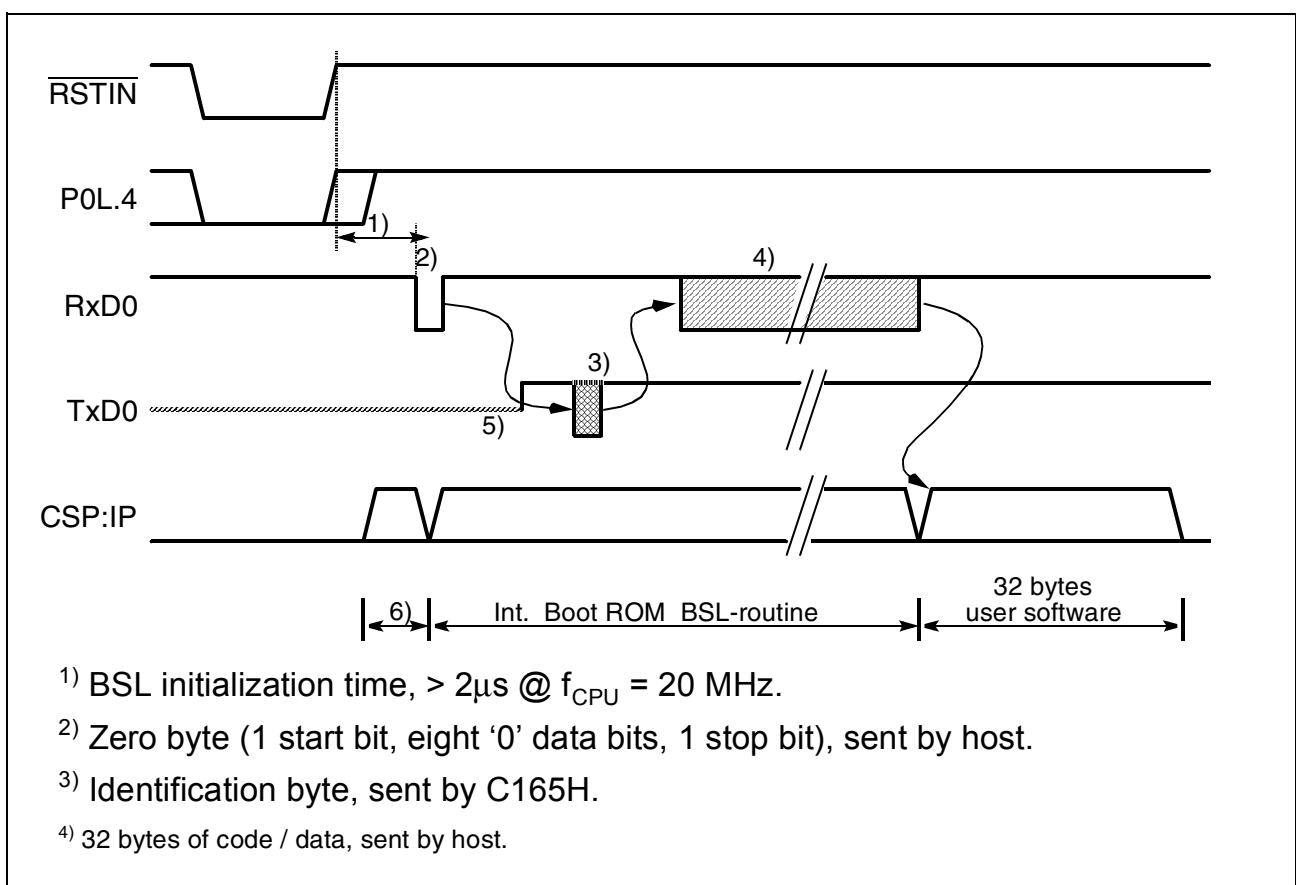 RSTIN
P0L.4
1)
2)
4)
RxD0
3)
TxD0
5)
CSP:IP
6)
Int. Boot ROM BSL-routine
32 bytes
user software
1) BSL initialization time, > 2µs @ fCPU = 20 MHz.
2) Zero byte (1 start bit, eight ‘0’ data bits, 1 stop bit), sent by host.
3) Identification byte, sent by C165H.
4) 32 bytes of code / data, sent by host.